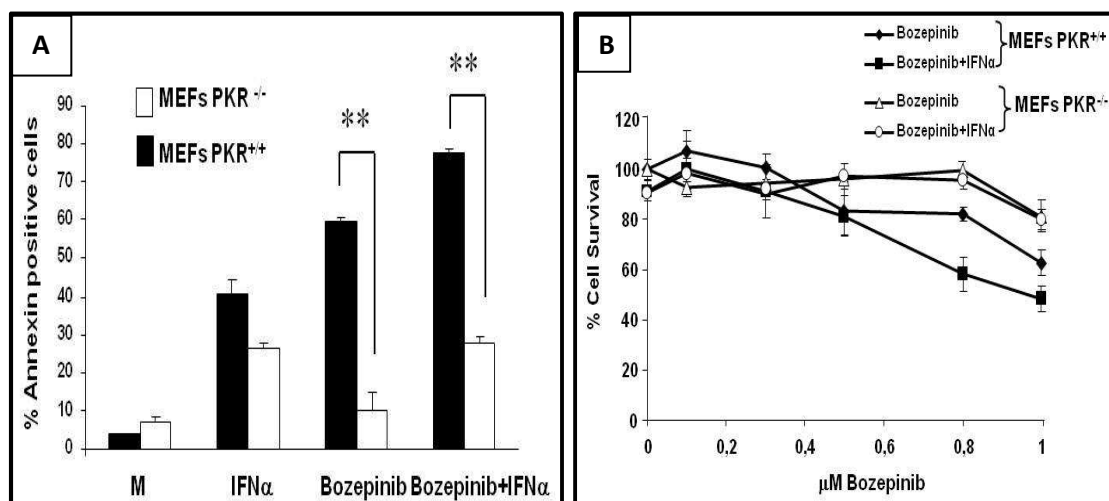 A
MEFs PKR -/-
MEFs PKR+/+
% Annexin positive cells
90
80
70
60
50
40
30
20
10
0
**
**
M IFNα Bozepinib Bozepinib+IFNα
B
Bozepinib
Bozepinib+IFNα
MEFs PKR+/+
Bozepinib
Bozepinib+IFNα
MEFs PKR-/-
% Cell Survival
120
100
80
60
40
20
0
0 0,2 0,4 0,6 0,8 1
μM Bozepinib